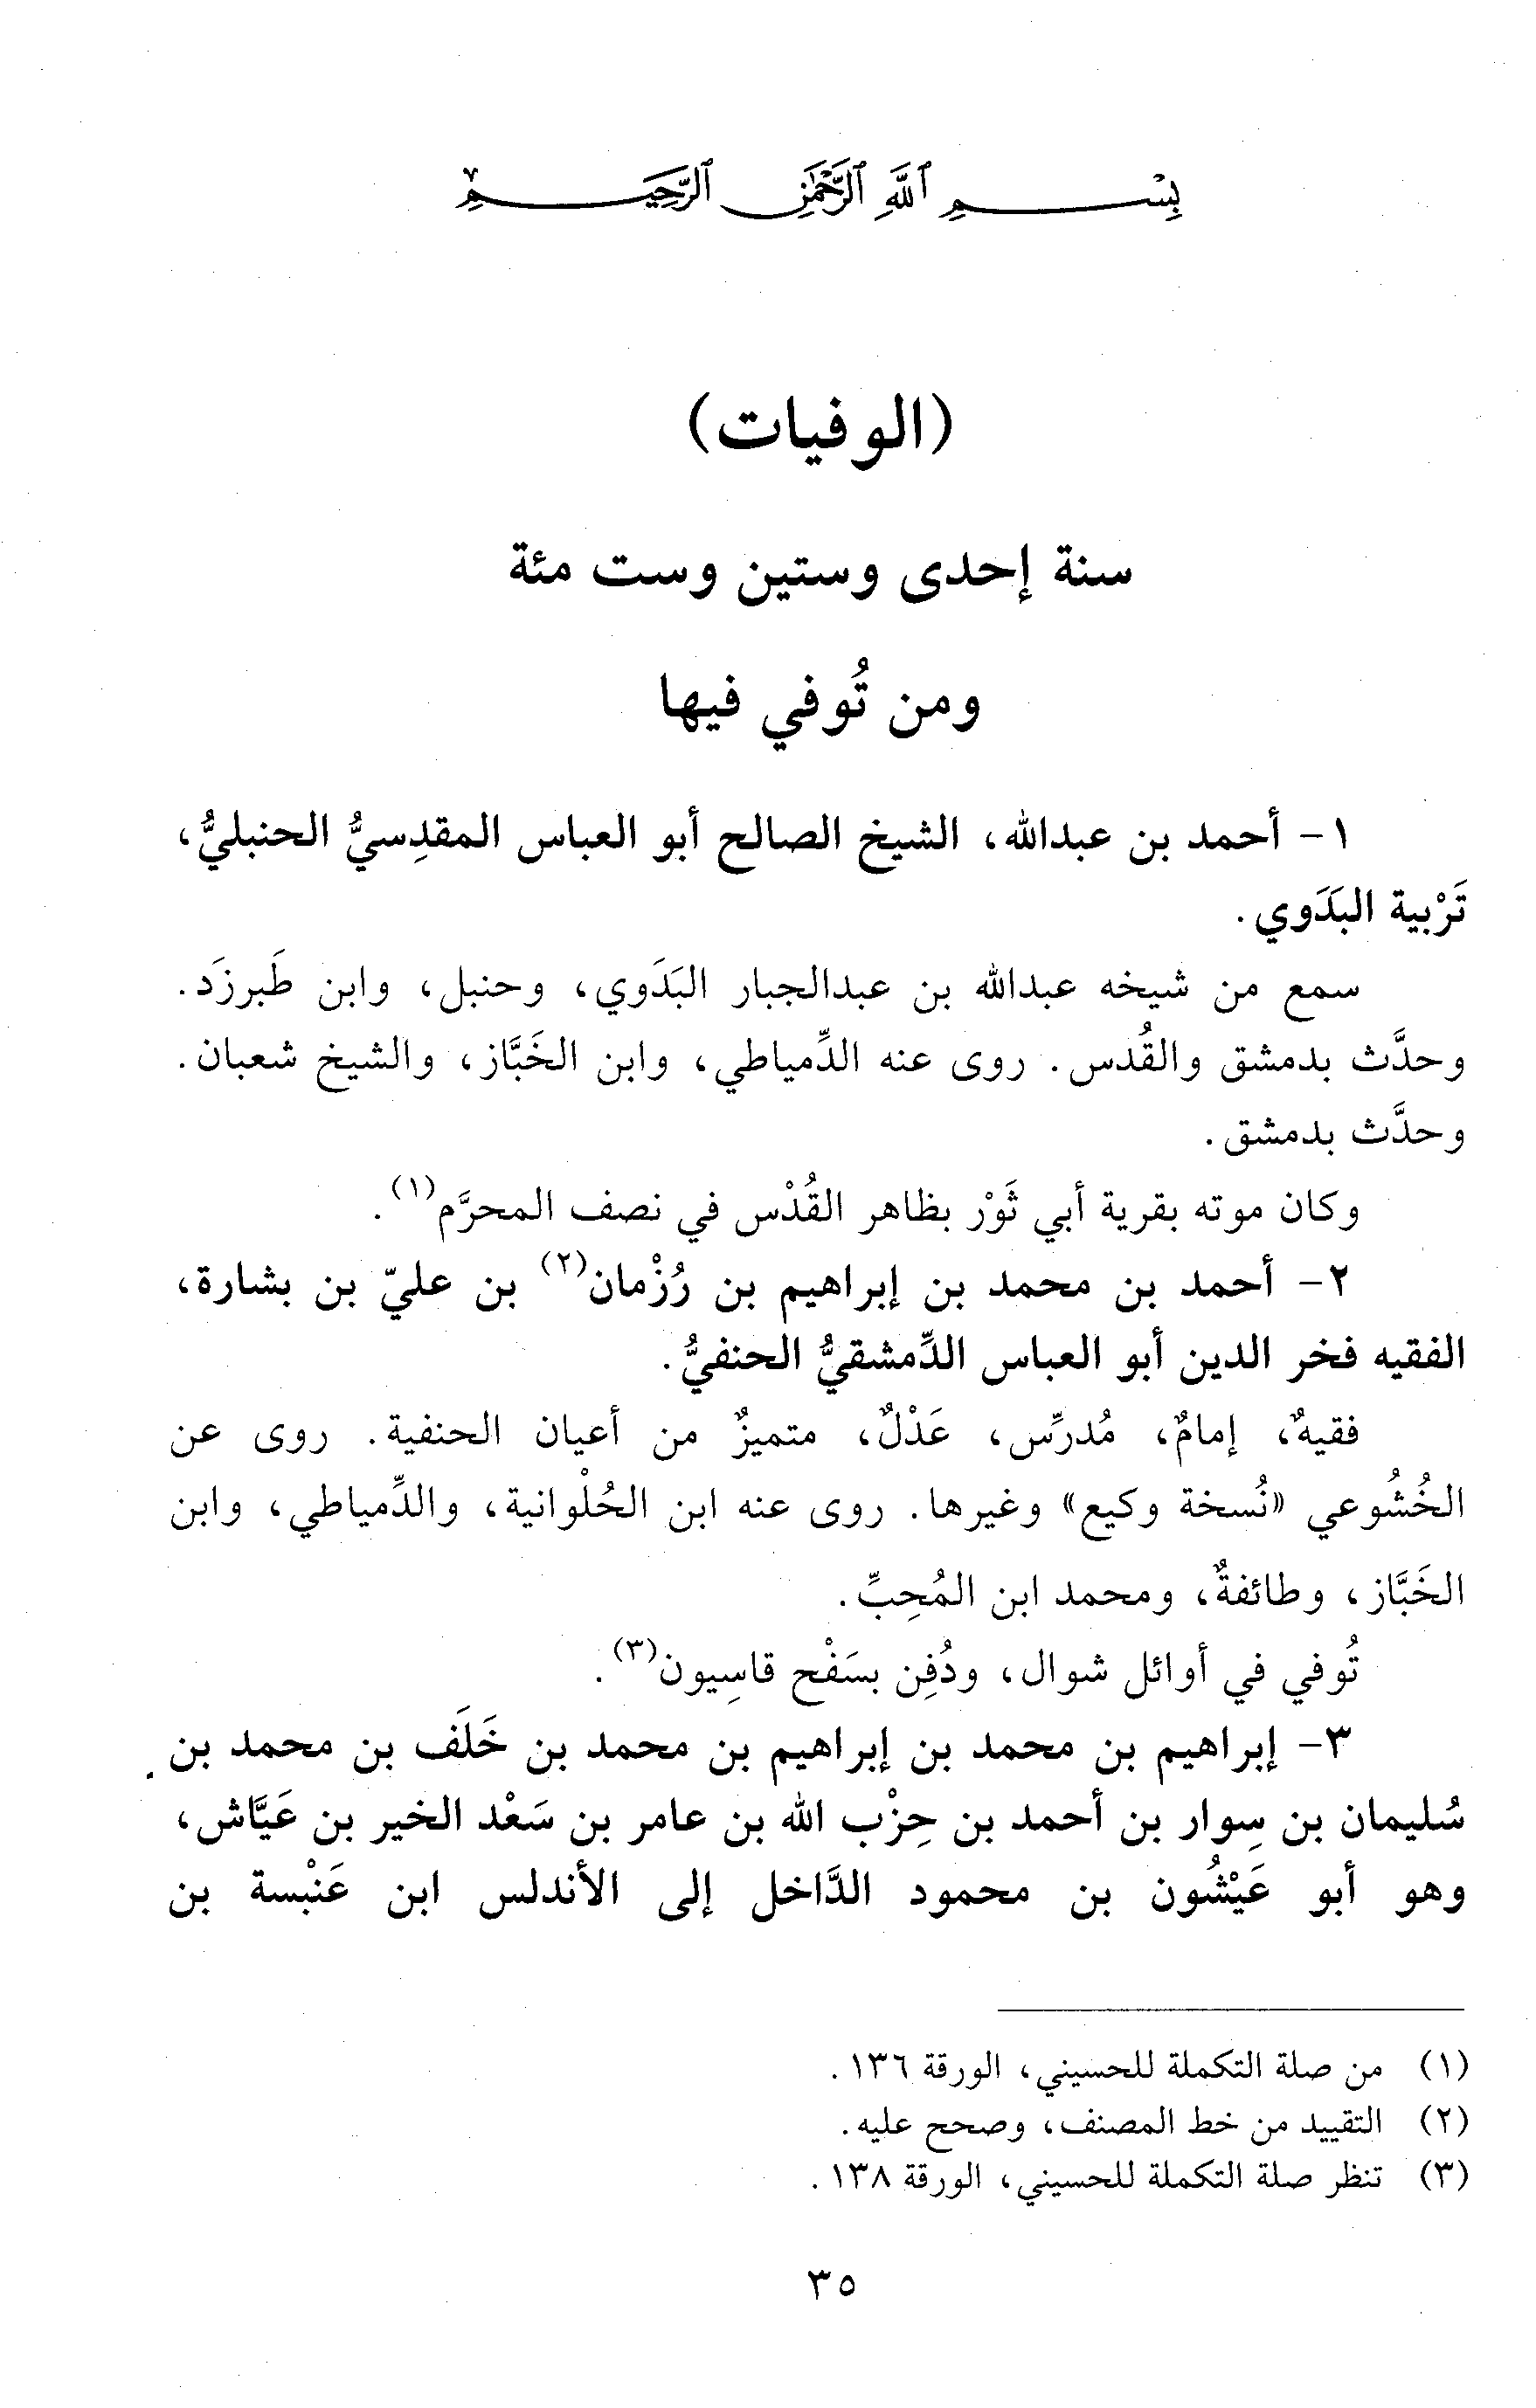 بِسْمِ ٱللَّهِ ٱلرَّحْمَٰنِ ٱلرَّحِيمِ
(الوفيات)
سنة إحدى وستين وست مئة
ومن تُوفي فيها
١- أحمد بن عبدالله، الشيخ الصالح أبو العباس المقدِسيُّ الحنبليُّ،
تَرْبية البَدَوي.
سمع من شيخه عبدالله بن عبدالجبار البَدَوي، وحنبل، وابن طَبرزَد.
وحدَّث بدمشق والقُدس. روى عنه الدِّمياطي، وابن الخَبَّاز، والشيخ شعبان.
وحدَّث بدمشق.
وكان موته بقرية أبي ثَوْر بظاهر القُدْس في نصف المحرَّم(١).
٢- أحمد بن محمد بن إبراهيم بن رُزْمان(٢) بن عليّ بن بشارة،
الفقيه فخر الدين أبو العباس الدِّمشقيُّ الحنفيُّ.
فقيهٌ، إمامٌ، مُدرِّس، عَدْلٌ، متميزٌ من أعيان الحنفية. روى عن
الخُشُوعي «نُسخة وكيع» وغيرها. روى عنه ابن الحُلْوانية، والدِّمياطي، وابن
الخَبَّاز، وطائفةٌ، ومحمد ابن المُحِبِّ.
تُوفي في أوائل شوال، ودُفِن بسَفْح قاسِيون(٣).
٣- إبراهيم بن محمد بن إبراهيم بن محمد بن خَلَف بن محمد بن
سُليمان بن سِوار بن أحمد بن حِزْب الله بن عامر بن سَعْد الخير بن عَيَّاش،
وهو أبو عَيْشُون بن محمود الدَّاخل إلى الأندلس ابن عَنْبسة بن
(١) من صلة التكملة للحسيني، الورقة ١٣٦.
(٢) التقييد من خط المصنف، وصحح عليه.
(٣) تنظر صلة التكملة للحسيني، الورقة ١٣٨.
٣٥